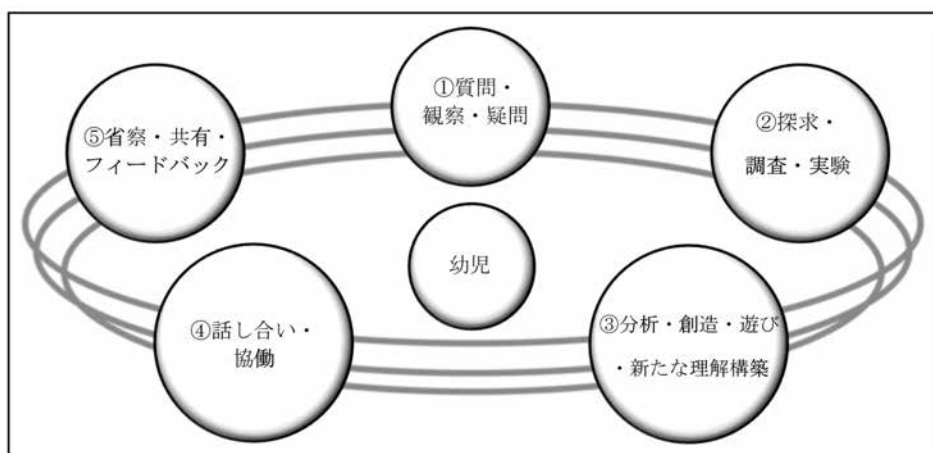 ①質問・
観察・疑問
②探求・
調査・実験
③分析・創造・遊び
・新たな理解構築
④話し合い・
協働
⑤省察・共有・
フィードバック
幼児